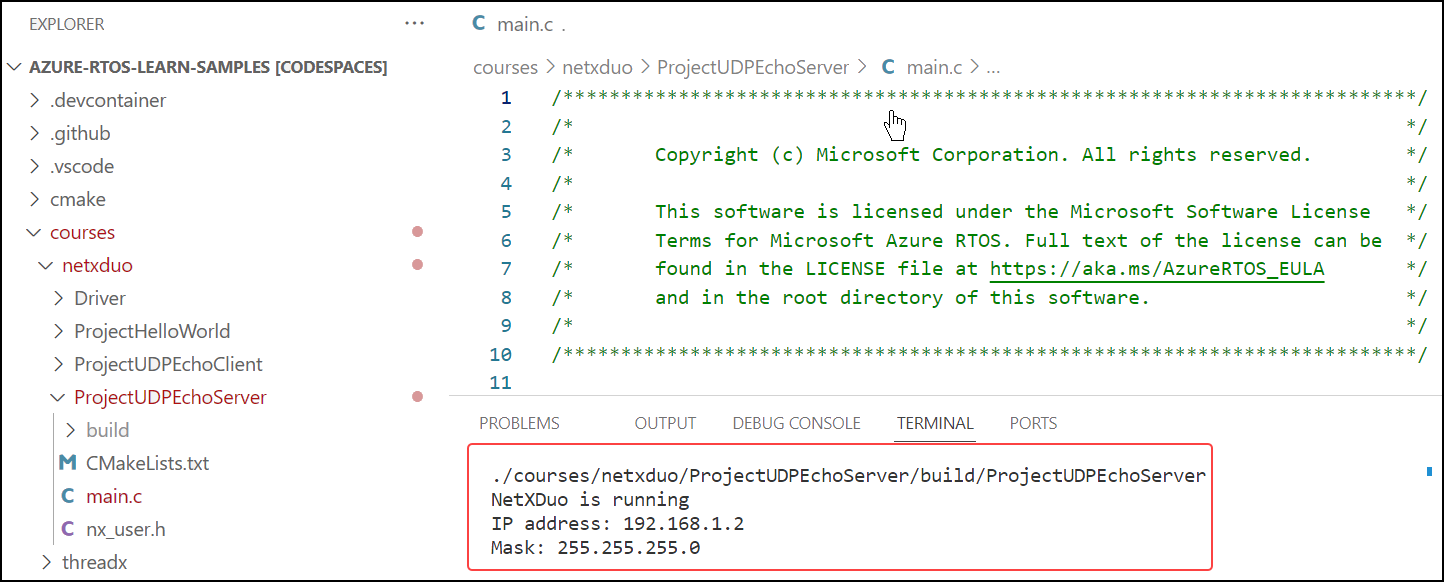 EXPLORER
AZURE-RTOS-LEARN-SAMPLES [CODESPACES]
.devcontainer
.github
.vscode
cmake
courses
netxduo
Driver
ProjectHelloWorld
ProjectUDPEchoClient
ProjectUDPEchoServer
build
CMakeLists.txt
main.c
nx_user.h
threadx
C main.c .
courses > netxduo > ProjectUDPEchoServer > C main.c > ...
1 /**************************************************************************/
2 /* */
3 /* Copyright (c) Microsoft Corporation. All rights reserved. */
4 /* */
5 /* This software is licensed under the Microsoft Software License */
6 /* Terms for Microsoft Azure RTOS. Full text of the license can be */
7 /* found in the LICENSE file at https://aka.ms/AzureRTOS_EULA */
8 /* and in the root directory of this software. */
9 /* */
10 /**************************************************************************/
11
PROBLEMS OUTPUT DEBUG CONSOLE TERMINAL PORTS
./courses/netxduo/ProjectUDPEchoServer/build/ProjectUDPEchoServer
NetXDuo is running
IP address: 192.168.1.2
Mask: 255.255.255.0